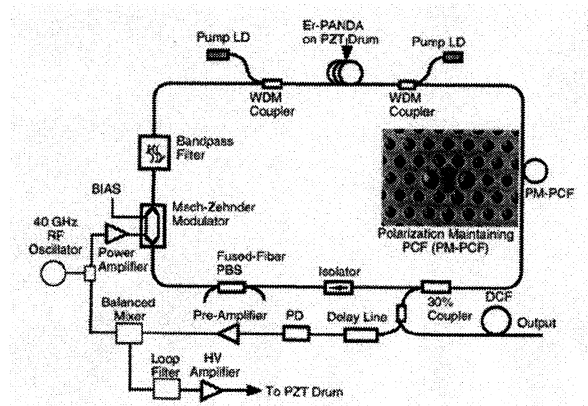 Er-PANDA
on PZT Drum
Pump LD
Pump LD
WDM
Coupler
WDM
Coupler
Bandpass
Filter
BIAS
Mach-Zehnder
Modulator
40 GHz
RF
Oscillator
Power
Amplifier
PM-PCF
Polarization Maintaining
PCF (PM-PCF)
Fused-Fiber
PBS
Isolator
30%
Coupler
DCF
Output
Balanced
Mixer
Pre-Amplifier
PD
Delay Line
Loop
Filter
HV
Amplifier
To PZT Drum